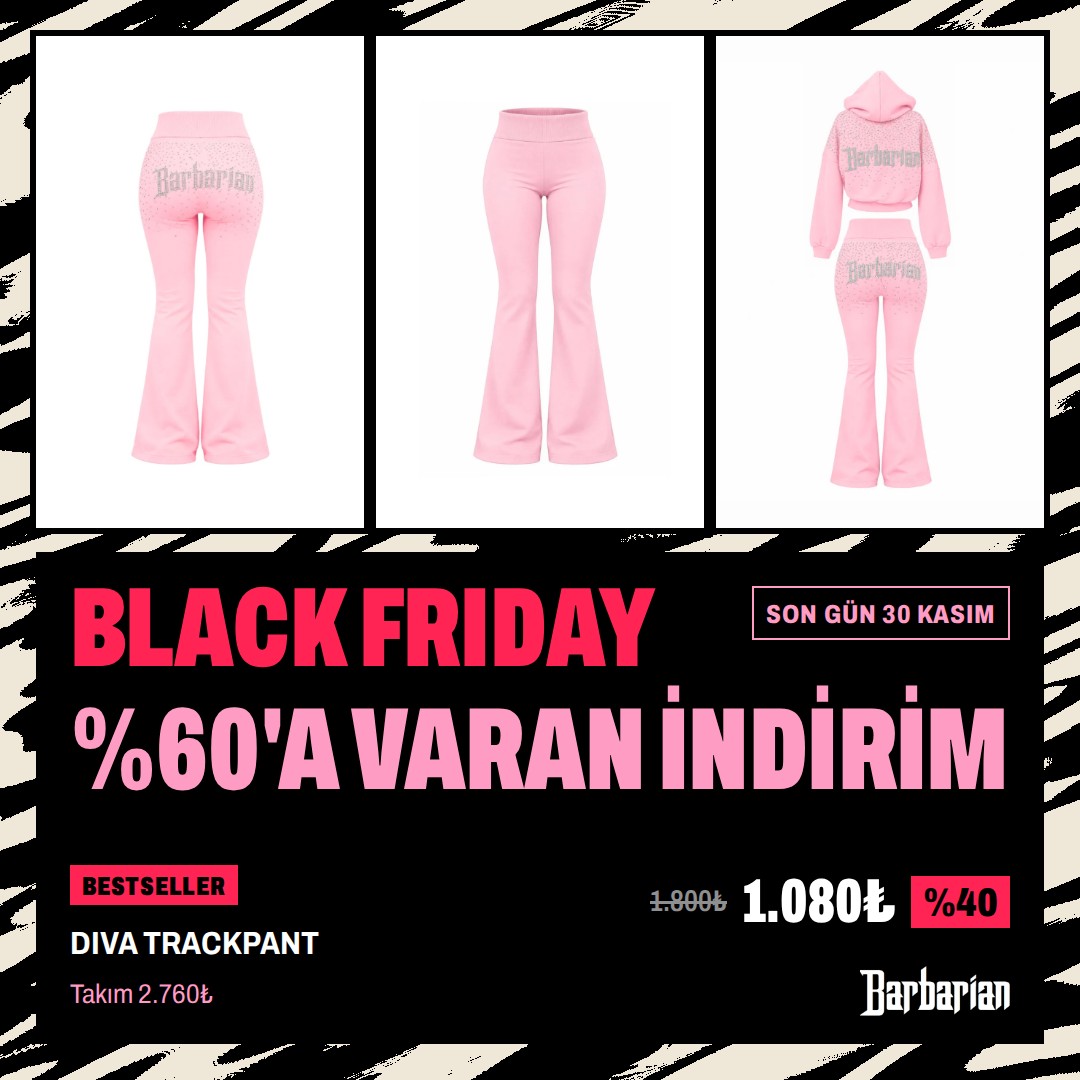 Barbarian
Barbarian
Barbarian
BLACK FRIDAY
SON GÜN 30 KASIM
%60'A VARAN İNDİRİM
BESTSELLER
1.800₺ 1.080₺ %40
DIVA TRACKPANT
Takım 2.760₺
Barbarian